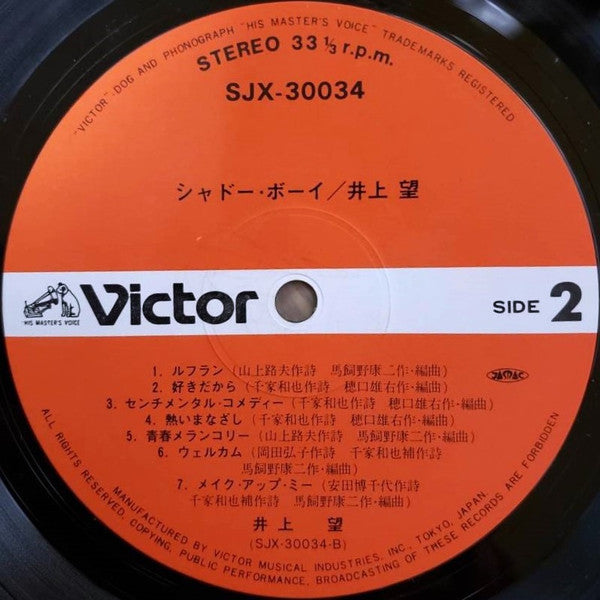 "VICTOR"-DOG AND PHONOGRAPH "HIS MASTER'S VOICE" TRADEMARKS REGISTERED
STEREO 33 1/3 r.p.m.
SJX-30034
シャドー・ボーイ/井上 望
"HIS MASTER'S VOICE"
Victor
SIDE 2
1. ルフラン (山上路夫作詩 馬飼野康二作・編曲)
2. 好きだから (千家和也作詩 穂口雄右作・編曲)
3. センチメンタル・コメディー (千家和也作詩 穂口雄右作・編曲)
4. 熱いまなざし (千家和也作詩 穂口雄右作・編曲)
5. 青春メランコリー (山上路夫作詩 馬飼野康二作・編曲)
6. ウェルカム (岡田弘子作詩 千家和也補作詩
馬飼野康二作・編曲)
7. メイク・アップ・ミー (安田博千代作詩
千家和也補作詩 馬飼野康二作・編曲)
JASRAC
井上 望
(SJX-30034-B)
MANUFACTURED BY VICTOR MUSICAL INDUSTRIES, INC., TOKYO, JAPAN.
ALL RIGHTS RESERVED, COPYING, PUBLIC PERFORMANCE, BROADCASTING OF THESE RECORDS ARE FORBIDDEN